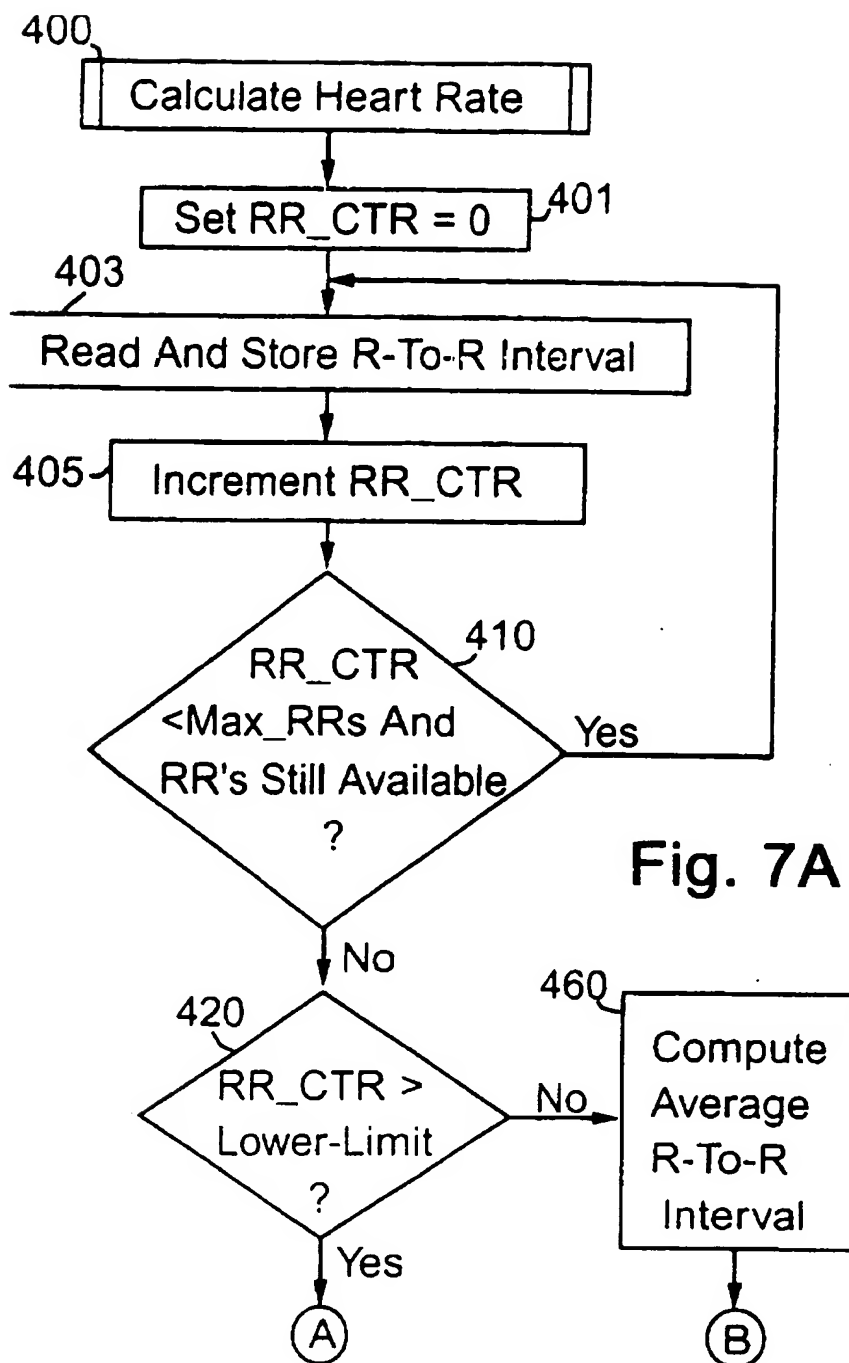 400
Calculate Heart Rate
Set RR_CTR = 0
401
403
Read And Store R-To-R Interval
405
Increment RR_CTR
410
RR_CTR
<Max_RRs And
RR's Still Available
?
Yes
Fig. 7A
No
420
RR_CTR >
Lower-Limit
?
No
Yes
460
Compute
Average
R-To-R
Interval
A
B